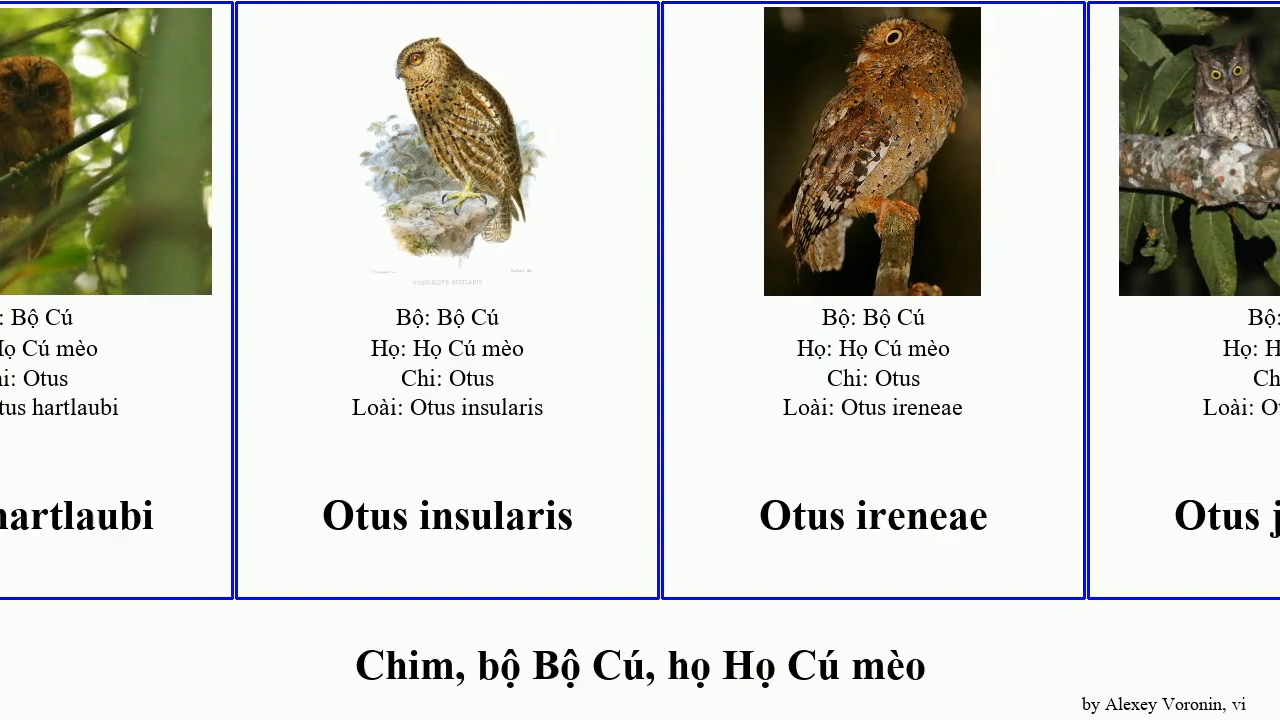 : Bộ Cú
Họ Cú mèo
Otus
hartlaubi
hartlaubi
Bộ: Bộ Cú
Họ: Họ Cú mèo
Chi: Otus
Loài: Otus insularis
Otus insularis
Bộ: Bộ Cú
Họ: Họ Cú mèo
Chi: Otus
Loài: Otus ireneae
Otus ireneae
Bộ:
Họ: H
Ch
Loài: Ot
Otus j
Chim, bộ Bộ Cú, họ Họ Cú mèo
by Alexey Voronin, vi